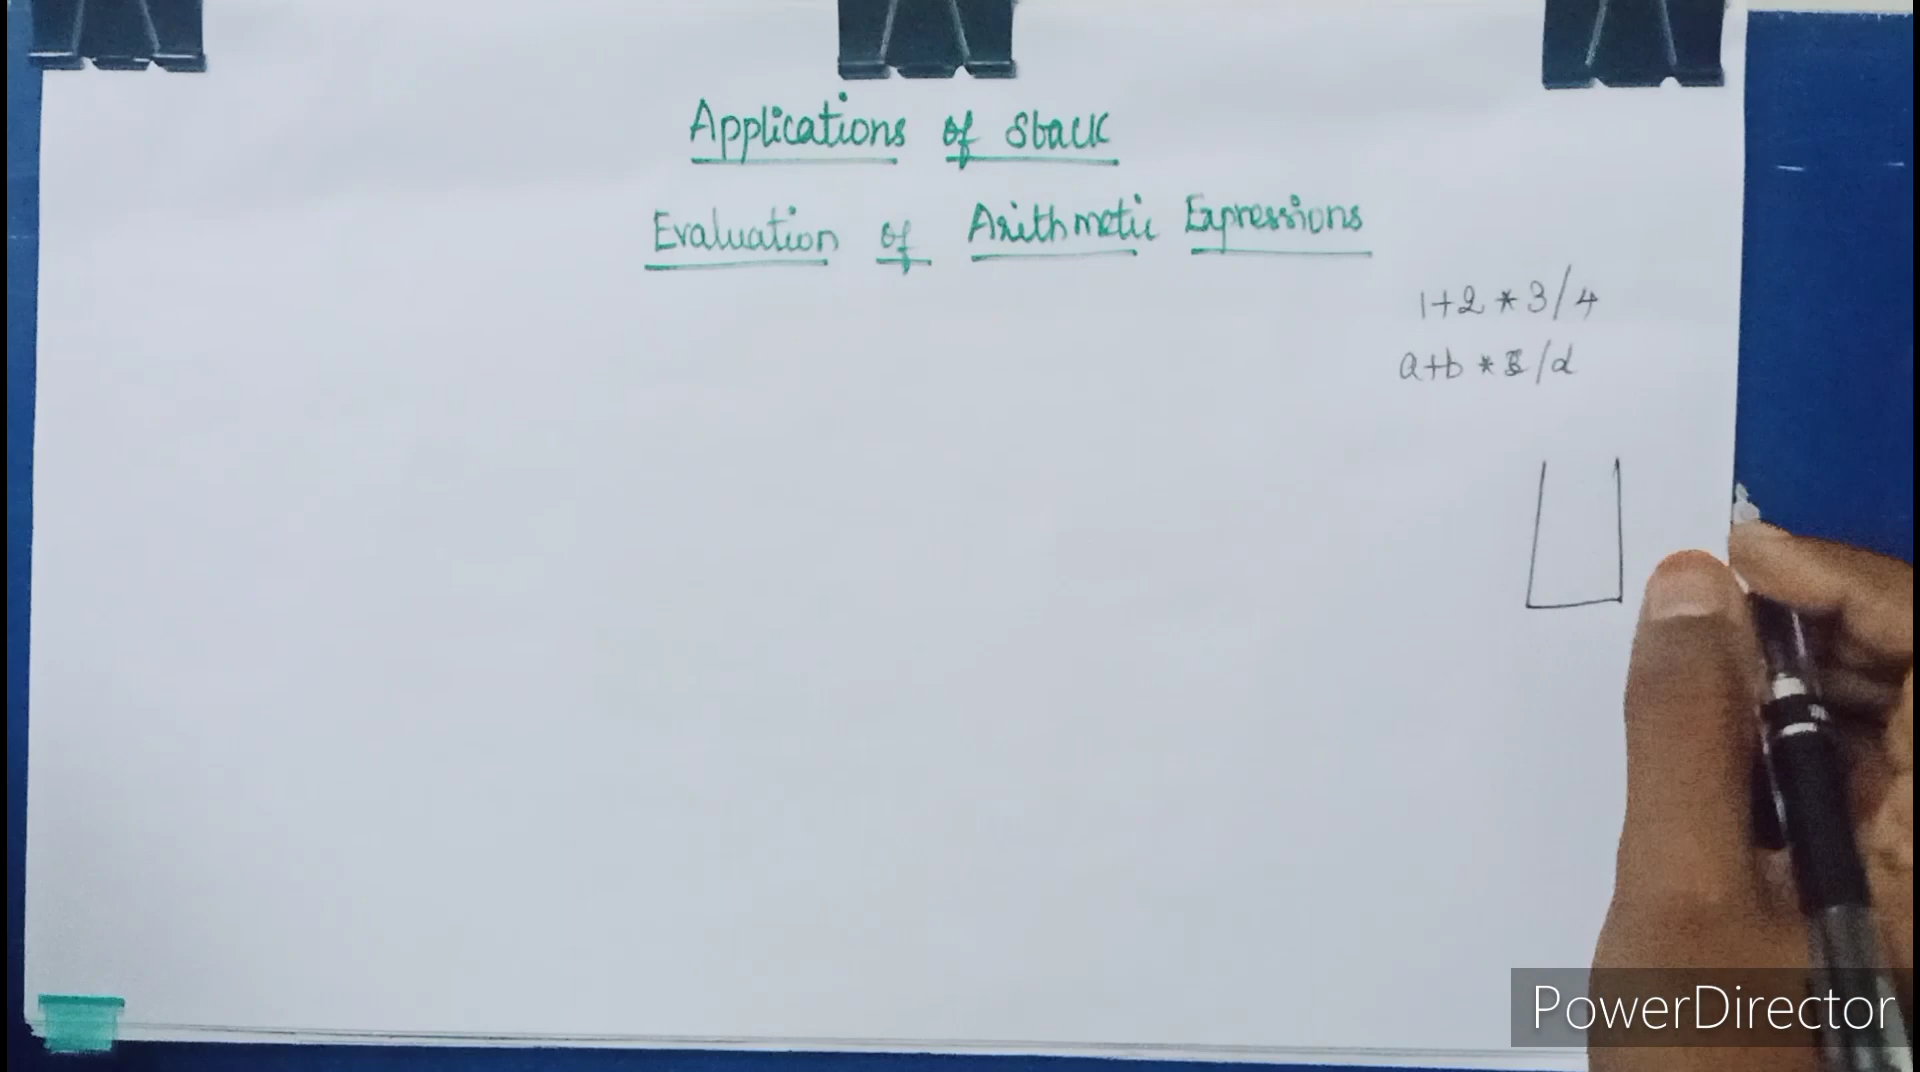 Applications of Stack
Evaluation of Arithmetic Expressions
1+2 * 3/4
a+b * /d
PowerDirector